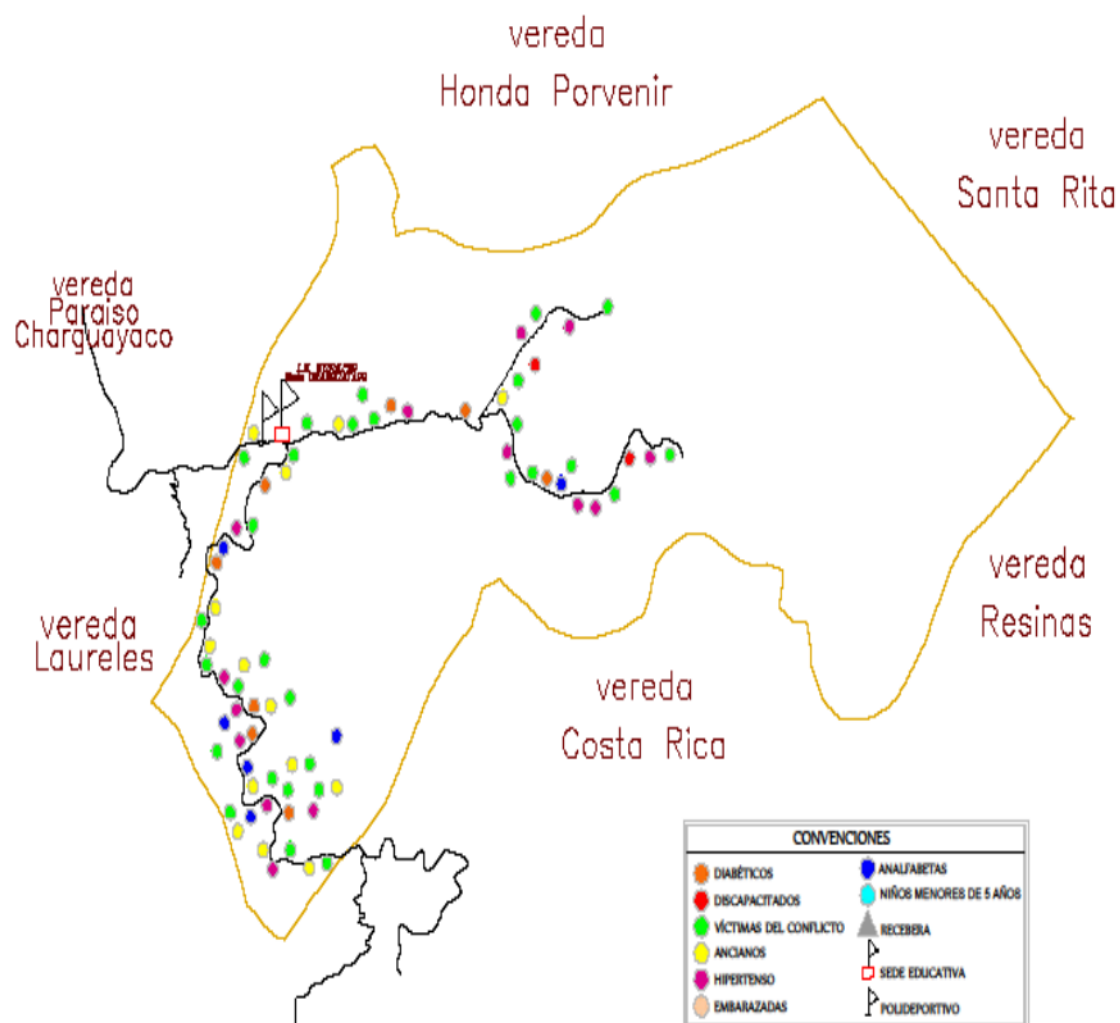 vereda
Honda Porvenir
vereda
Santa Rita
vereda
Paraiso
Charguayaco
vereda
Laureles
vereda
Resinas
vereda
Costa Rica
CONVENCIONES
DIABÉTICOS
DISCAPACITADOS
VÍCTIMAS DEL CONFLICTO
ANCIANOS
HIPERTENSO
EMBARAZADAS
ANALFABETAS
NIÑOS MENORES DE 5 AÑOS
RECEBERA
SEDE EDUCATIVA
POLIDEPORTIVO